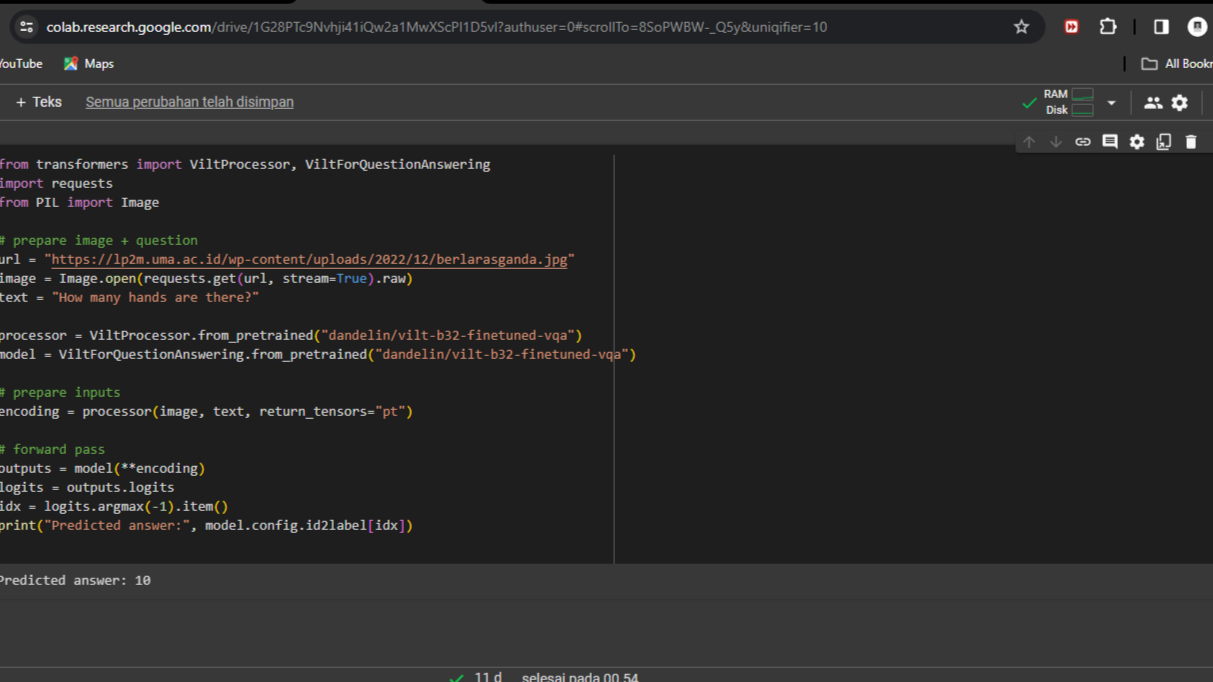 colab.research.google.com/drive/1G28PTc9Nvhji41iQw2a1MwXScPI1D5vI?authuser=0#scrollTo=8SoPWBW-_Q5y&uniqifier=10
YouTube Maps All Bookr
+ Teks Semua perubahan telah disimpan RAM
Disk
from transformers import ViltProcessor, ViltForQuestionAnswering
import requests
from PIL import Image
# prepare image + question
url = "https://lp2m.uma.ac.id/wp-content/uploads/2022/12/berlarasganda.jpg"
image = Image.open(requests.get(url, stream=True).raw)
text = "How many hands are there?"
processor = ViltProcessor.from_pretrained("dandelin/vilt-b32-finetuned-vqa")
model = ViltForQuestionAnswering.from_pretrained("dandelin/vilt-b32-finetuned-vqa")
# prepare inputs
encoding = processor(image, text, return_tensors="pt")
# forward pass
outputs = model(**encoding)
logits = outputs.logits
idx = logits.argmax(-1).item()
print("Predicted answer:", model.config.id2label[idx])
Predicted answer: 10
11 d selesai pada 00.54